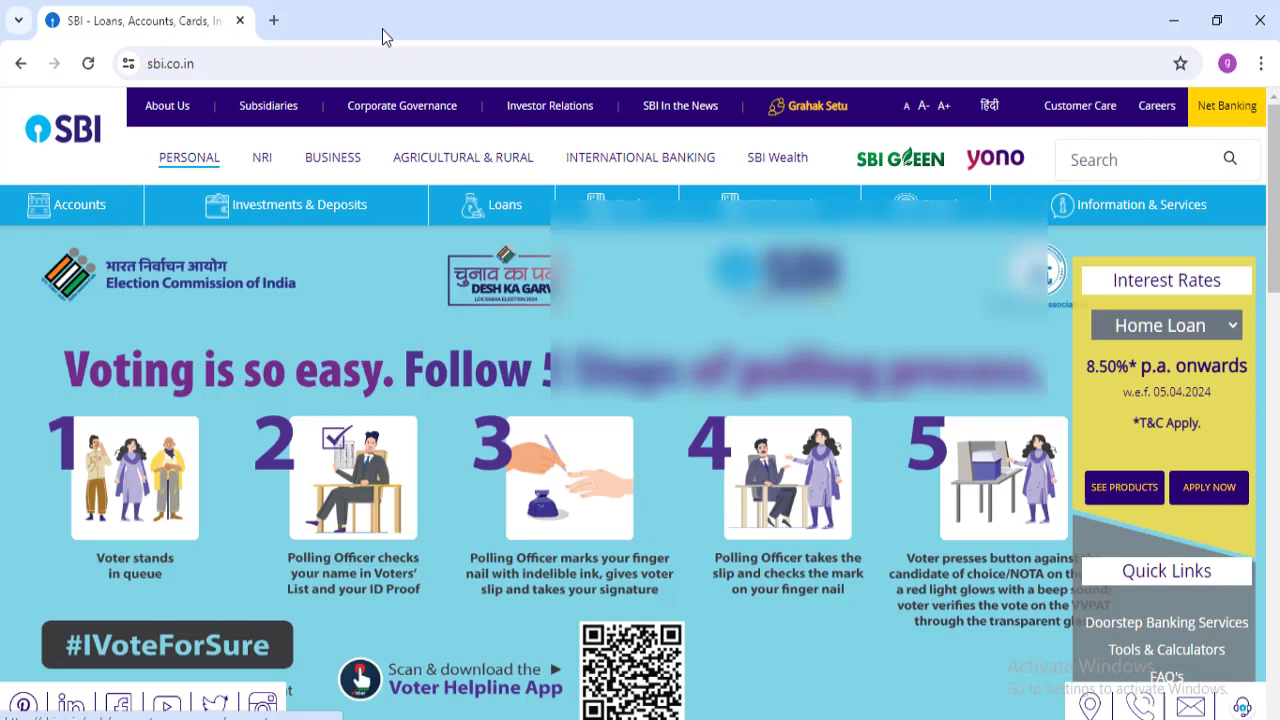 SBI - Loans, Accounts, Cards, In
sbi.co.in
g
About Us | Subsidiaries | Corporate Governance | Investor Relations | SBI In the News | Grahak Setu A A- A+ हिंदी Customer Care Careers Net Banking
SBI
PERSONAL NRI BUSINESS AGRICULTURAL & RURAL INTERNATIONAL BANKING SBI Wealth SBI GREEN yono Search
Accounts Investments & Deposits Loans Information & Services
भारत निर्वाचन आयोग
Election Commission of India
चुनाव का
DESH KA GARV
LOK SABHA ELECTION 2024
SBI
Voting is so easy. Follow 5 Steps of polling process.
1 2 3 4 5
Voter stands
in queue
Polling Officer checks
your name in Voters'
List and your ID Proof
Polling Officer marks your finger
nail with indelible ink, gives voter
slip and takes your signature
Polling Officer takes the
slip and checks the mark
on your finger nail
Voter presses button against
candidate of choice/NOTA on
a red light glows with a beep sound;
voter verifies the vote on the VVPAT
through the transparent
#IVoteForSure
Scan & download the
Voter Helpline App
Interest Rates
Home Loan
8.50%* p.a. onwards
w.e.f. 05.04.2024
*T&C Apply.
SEE PRODUCTS APPLY NOW
Quick Links
Doorstep Banking Services
Tools & Calculators
FAQ's
Activate Windows
Go to Settings to activate Windows.